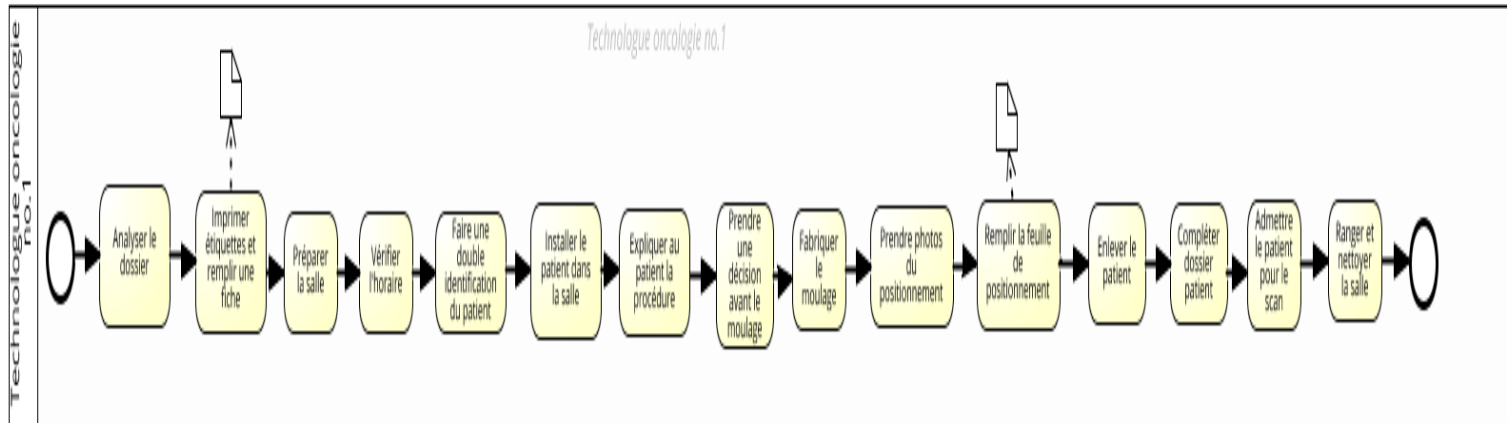 Technologue oncologie
no.1
Technologue oncologie no.1
Analyser le
dossier
Imprimer
étiquettes et
remplir une
fiche
Préparer
la salle
Vérifier
l'horaire
Faire une
double
identification
du patient
Installer le
patient dans
la salle
Expliquer au
patient la
procédure
Prendre
une
décision
avant le
moulage
Fabriquer
le
moulage
Prendre photos
du
positionnement
Remplir la feuille
de
positionnement
Enlever le
patient
Compléter
dossier
patient
Admettre
le patient
pour le
scan
Ranger et
nettoyer
la salle